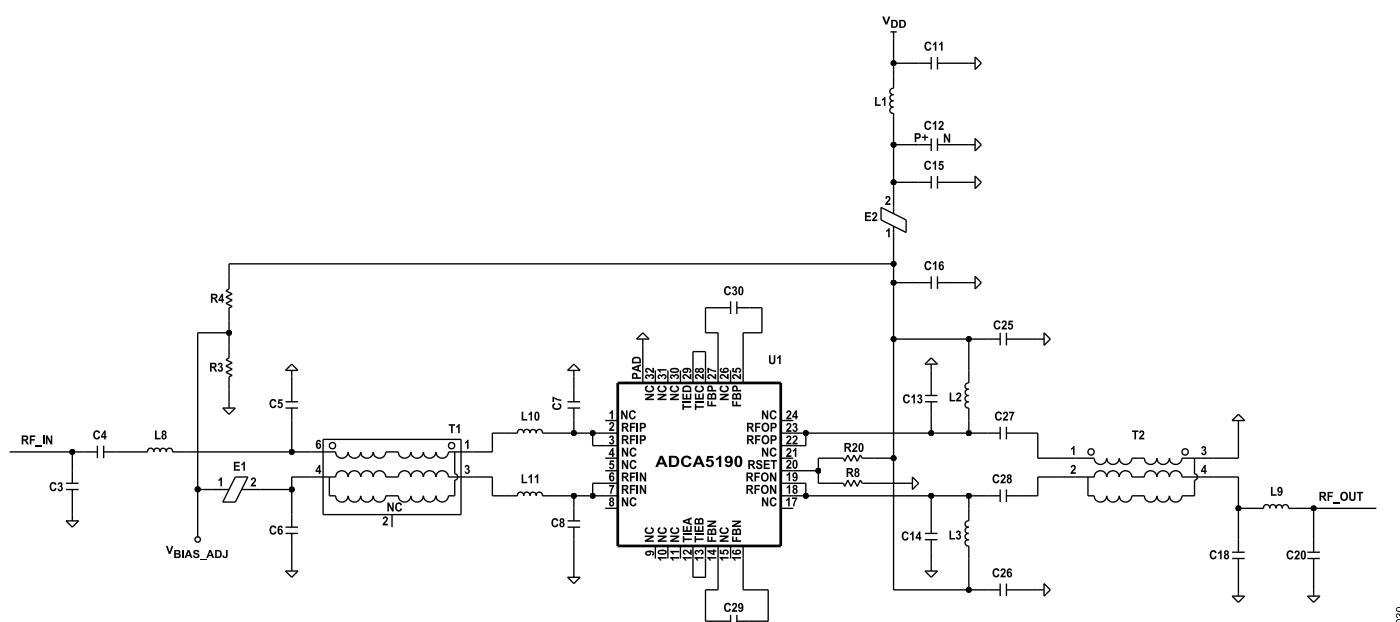 VDD
C11
L1
C12
P+ N
C15
2
E2
1
C16
R4
C30
C25
R3
PAD
U1
C5
C7
C13
L2
C27
32 31 30 29 28 27 26 25
NC NC NC TIED TIEC FBP NC FBP
RF_IN
C4
L8
T1
L10
6 1
4 3
NC
2
L11
E1
1 2
C3
C6
VBIAS_ADJ
C8
1 NC
2 RFIP
3 RFIP
4 NC
5 NC
6 RFIN
7 RFIN
8 NC
ADCA5190
NC 24
RFOP 23
RFOP 22
NC 21
RSET 20
RFON 19
RFON 18
NC 17
NC NC NC TIEA TIEB FBN NC FBN
9 10 11 12 13 14 15 16
C29
R20
R8
C28
C14
L3
C26
T2
1 3
2 4
L9
RF_OUT
C18
C20